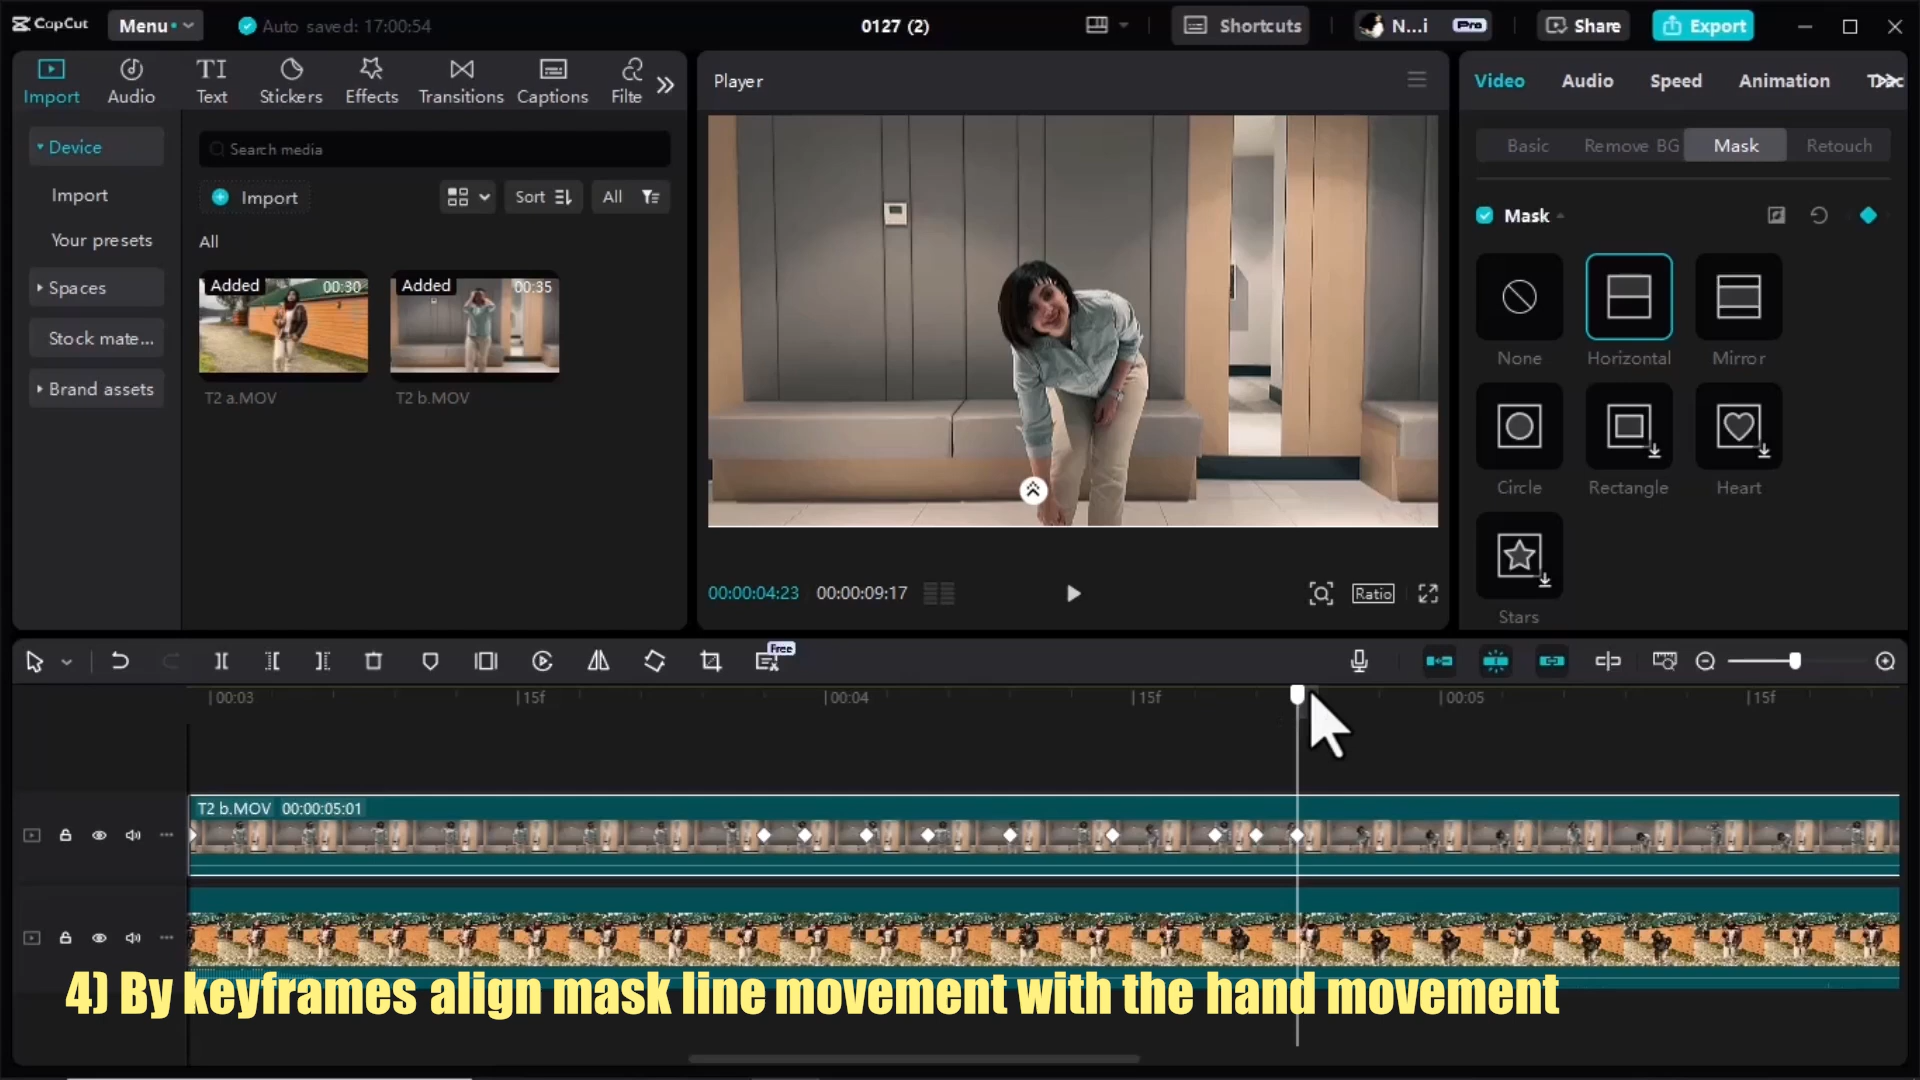 CapCut
Menu
Auto saved: 17:00:54
0127 (2)
Shortcuts
N...i
Pro
Share
Export
Import
Audio
Text
Stickers
Effects
Transitions
Captions
Filte
Device
Import
Your presets
Spaces
Stock mate...
Brand assets
Search media
Import
Sort
All
All
Added
00:30
Added
00:35
T2 a.MOV
T2 b.MOV
Player
00:00:04:23
00:00:09:17
Ratio
Video
Audio
Speed
Animation
Basic
Remove BG
Mask
Retouch
Mask
None
Horizontal
Mirror
Circle
Rectangle
Heart
Stars
Free
00:03
15f
00:04
15f
00:05
15f
T2 b.MOV 00:00:05:01
4) By keyframes align mask line movement with the hand movement